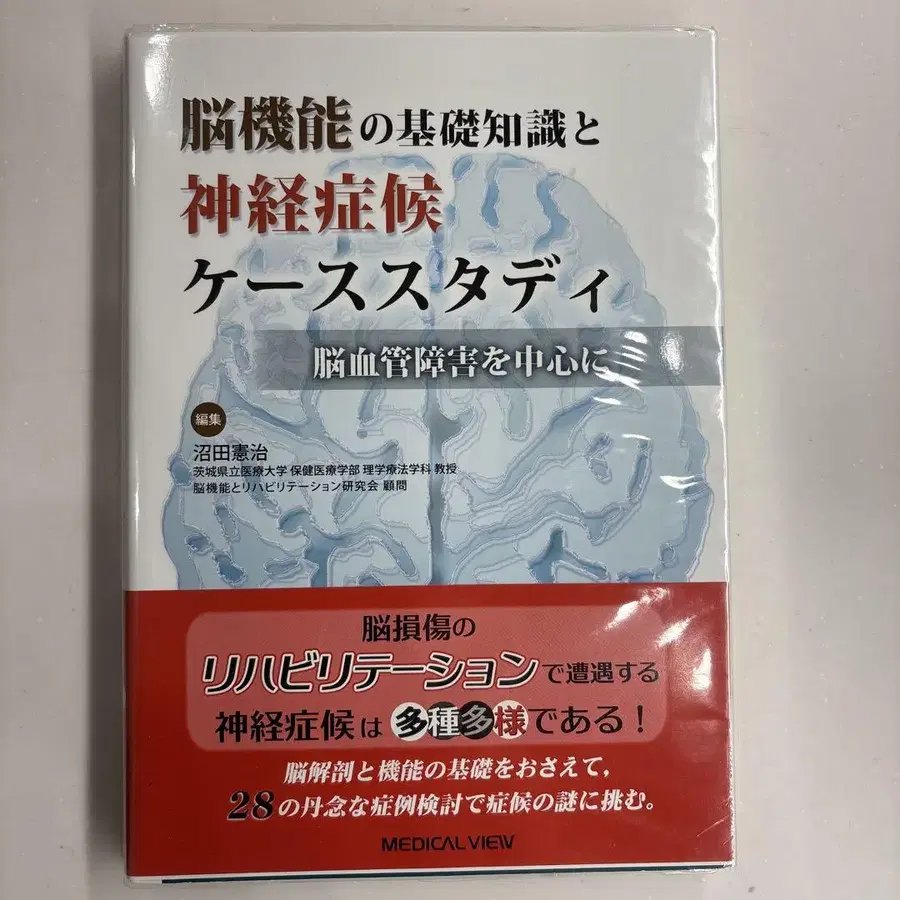 脳機能の基礎知識と
神経症候
ケーススタディ
脳血管障害を中心に
編集
沼田憲治
茨城県立医療大学 保健医療学部 理学療法学科 教授
脳機能とリハビリテーション研究会 顧問
脳損傷の
リハビリテーションで遭遇する
神経症候は多種多様である！
脳解剖と機能の基礎をおさえて，
28の丹念な症例検討で症候の謎に挑む。
MEDICAL VIEW